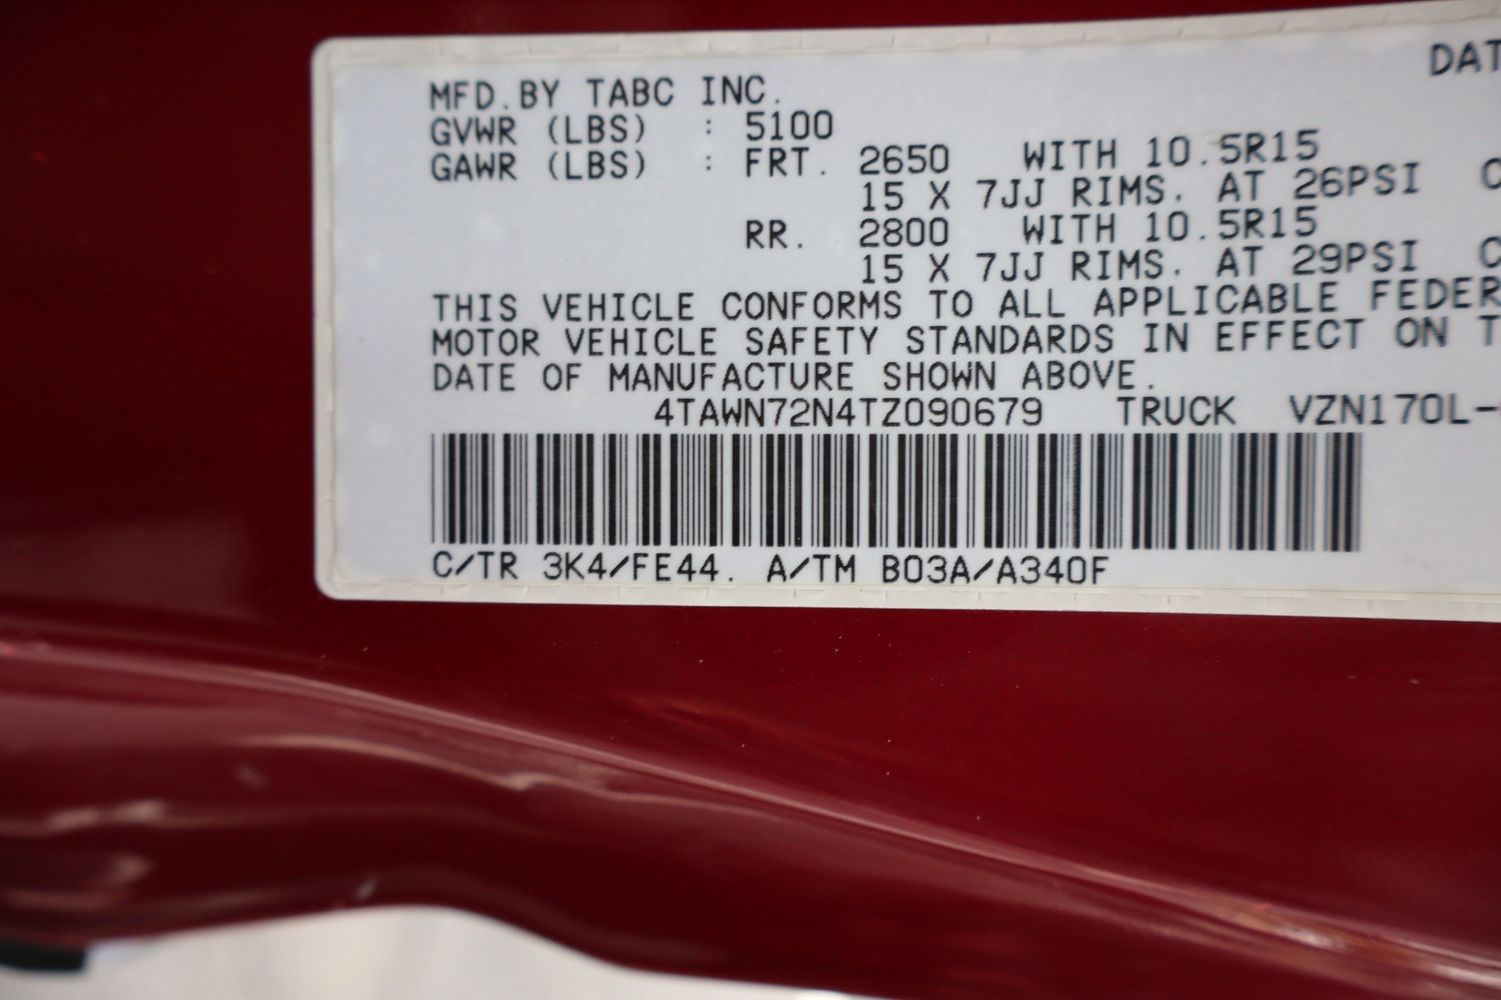 DAT
MFD.BY TABC INC.
GVWR (LBS) : 5100
GAWR (LBS) : FRT. 2650 WITH 10.5R15
15 X 7JJ RIMS. AT 26PSI C
RR. 2800 WITH 10.5R15
15 X 7JJ RIMS. AT 29PSI C
THIS VEHICLE CONFORMS TO ALL APPLICABLE FEDER
MOTOR VEHICLE SAFETY STANDARDS IN EFFECT ON T
DATE OF MANUFACTURE SHOWN ABOVE.
4TAWN72N4TZ090679 TRUCK VZN170L-
C/TR 3K4/FE44. A/TM B03A/A340F